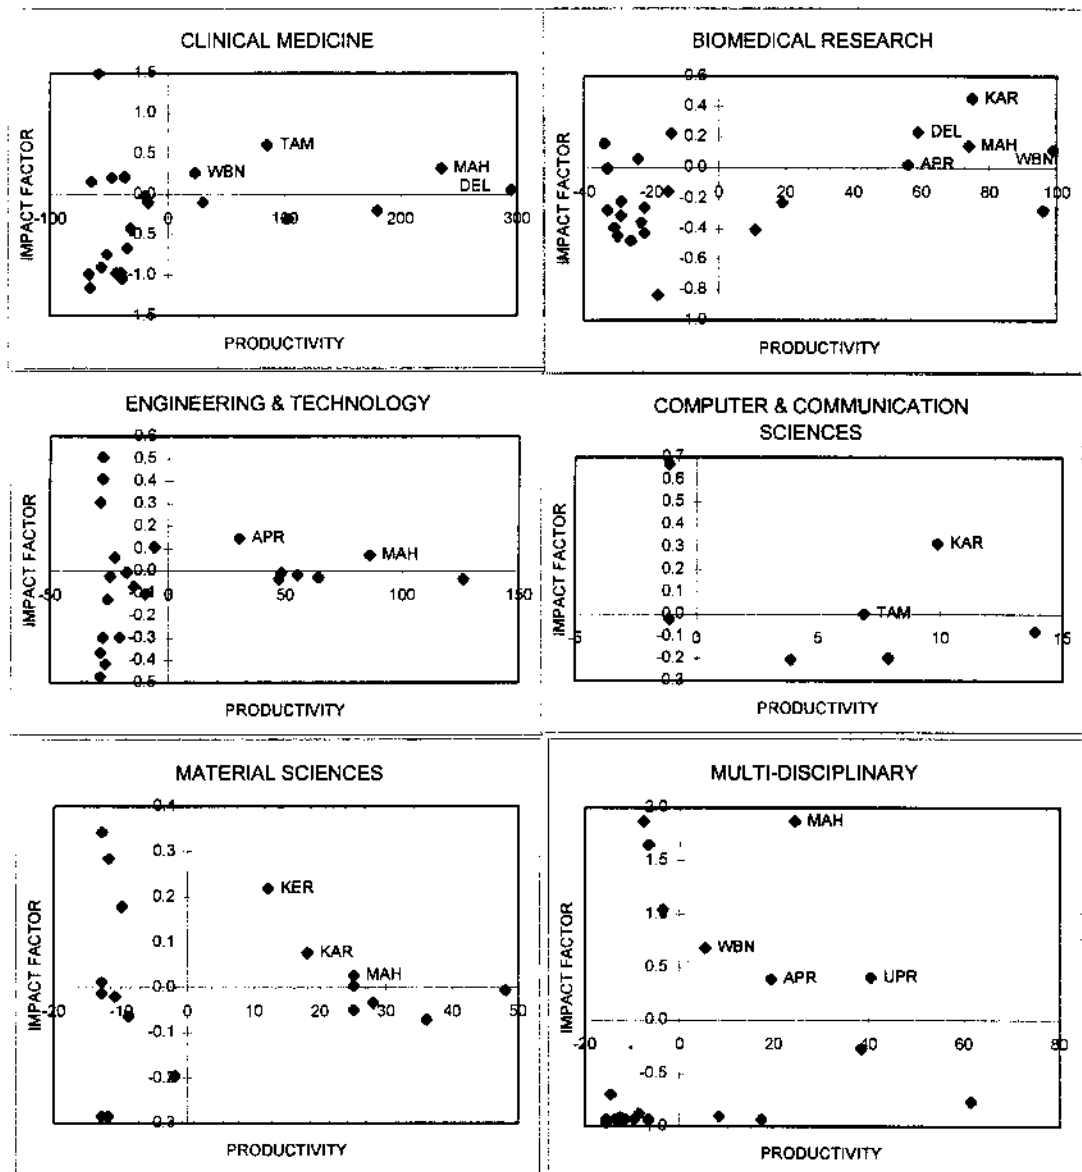 CLINICAL MEDICINE
1.5
1.0
TAM
0.5
WBN
MAH
DEL
0.0
-100
0
100
200
300
-0.5
-1.0
1.5
IMPACT FACTOR
PRODUCTIVITY
BIOMEDICAL RESEARCH
0.6
KAR
0.4
DEL
0.2
MAH
WBN
APR
0
-40
-20
0
20
40
60
80
100
-0.2
-0.4
-0.6
-0.8
1.0
IMPACT FACTOR
PRODUCTIVITY
ENGINEERING & TECHNOLOGY
0.6
0.5
0.4
0.3
0.2
APR
0.1
MAH
0.0
-50
0
50
100
150
-0.1
-0.3
-0.4
0.5
IMPACT FACTOR
PRODUCTIVITY
COMPUTER & COMMUNICATION
SCIENCES
0.7
0.6
0.5
0.4
KAR
0.3
0.2
0.1
TAM
0.0
5
0
5
10
15
-0.1
-0.2
0.3
IMPACT FACTOR
PRODUCTIVITY
MATERIAL SCIENCES
0.4
0.3
KER
0.2
KAR
0.1
MAH
0.0
-20
-10
0
10
20
30
40
50
-0.1
-0.2
0.3
IMPACT FACTOR
PRODUCTIVITY
MULTI-DISCIPLINARY
2.0
MAH
1.5
1.0
WBN
APR
UPR
0.5
0.0
-20
0
20
40
60
80
0.5
IMPACT FACTOR
PRODUCTIVITY